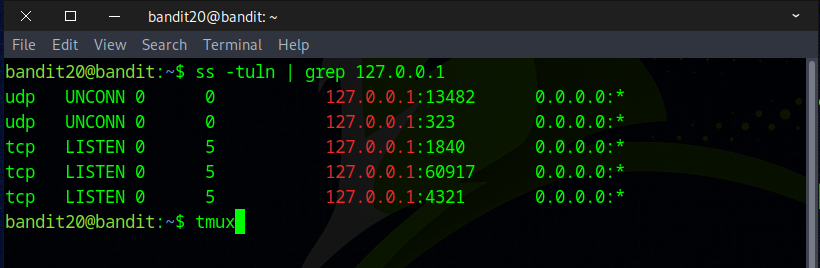 bandit20@bandit: ~
File Edit View Search Terminal Help
bandit20@bandit:~$ ss -tuln | grep 127.0.0.1
udp UNCONN 0 0 127.0.0.1:13482 0.0.0.0:*
udp UNCONN 0 0 127.0.0.1:323 0.0.0.0:*
tcp LISTEN 0 5 127.0.0.1:1840 0.0.0.0:*
tcp LISTEN 0 5 127.0.0.1:60917 0.0.0.0:*
tcp LISTEN 0 5 127.0.0.1:4321 0.0.0.0:*
bandit20@bandit:~$ tmux